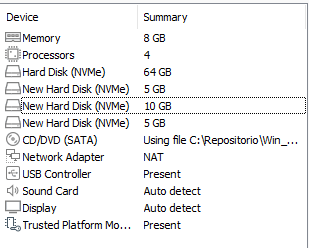 Device Summary
Memory 8 GB
Processors 4
Hard Disk (NVMe) 64 GB
New Hard Disk (NVMe) 5 GB
New Hard Disk (NVMe) 10 GB
New Hard Disk (NVMe) 5 GB
CD/DVD (SATA) Using file C:\Repositorio\Win_...
Network Adapter NAT
USB Controller Present
Sound Card Auto detect
Display Auto detect
Trusted Platform Mo... Present